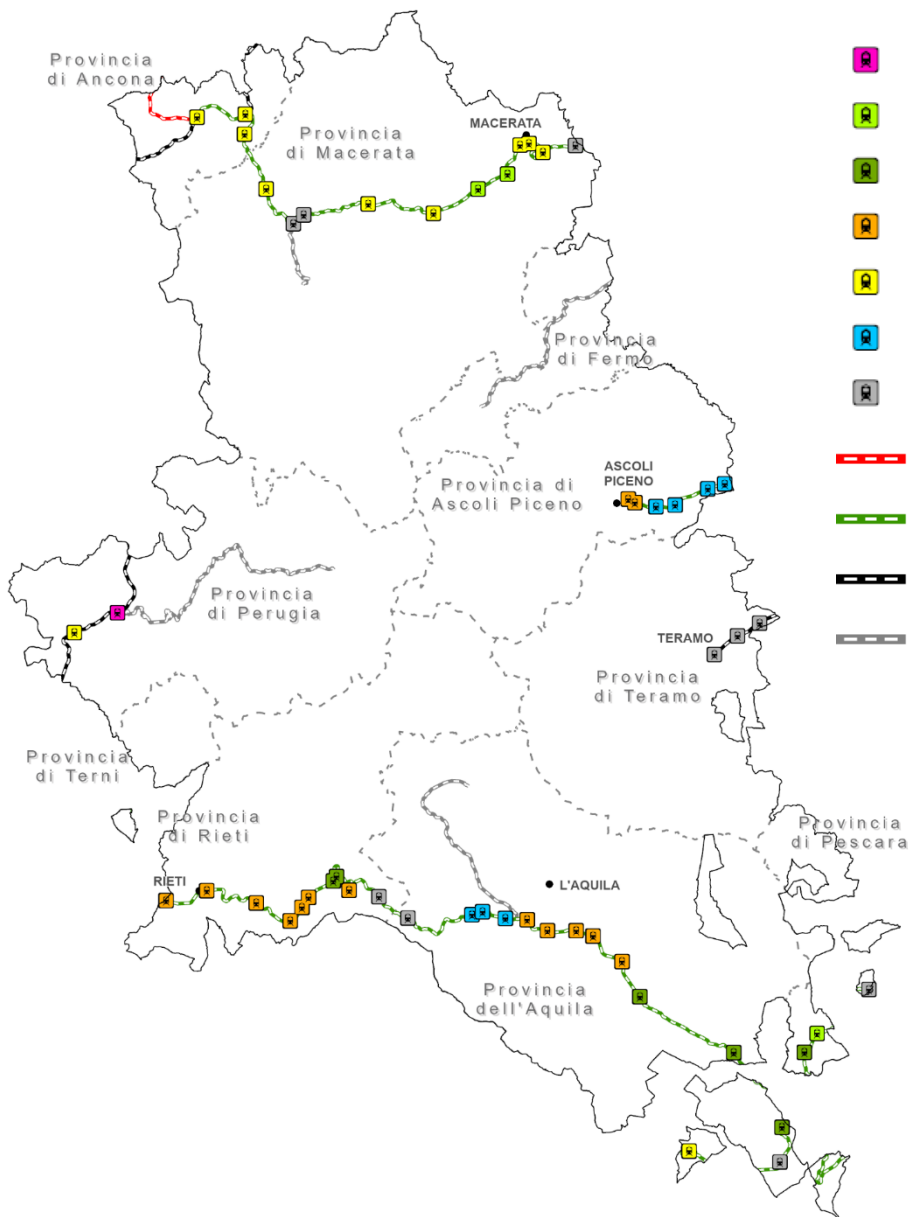 Provincia
di Ancona
MACERATA
Provincia
di Macerata
Provincia
di Fermo
ASCOLI
PICENO
Provincia di
Ascoli Piceno
Provincia
di Perugia
TERAMO
Provincia
di Teramo
Provincia
di Terni
Provincia
di Rieti
Provincia
di Pescara
RIETI
L'AQUILA
Provincia
dell'Aquila